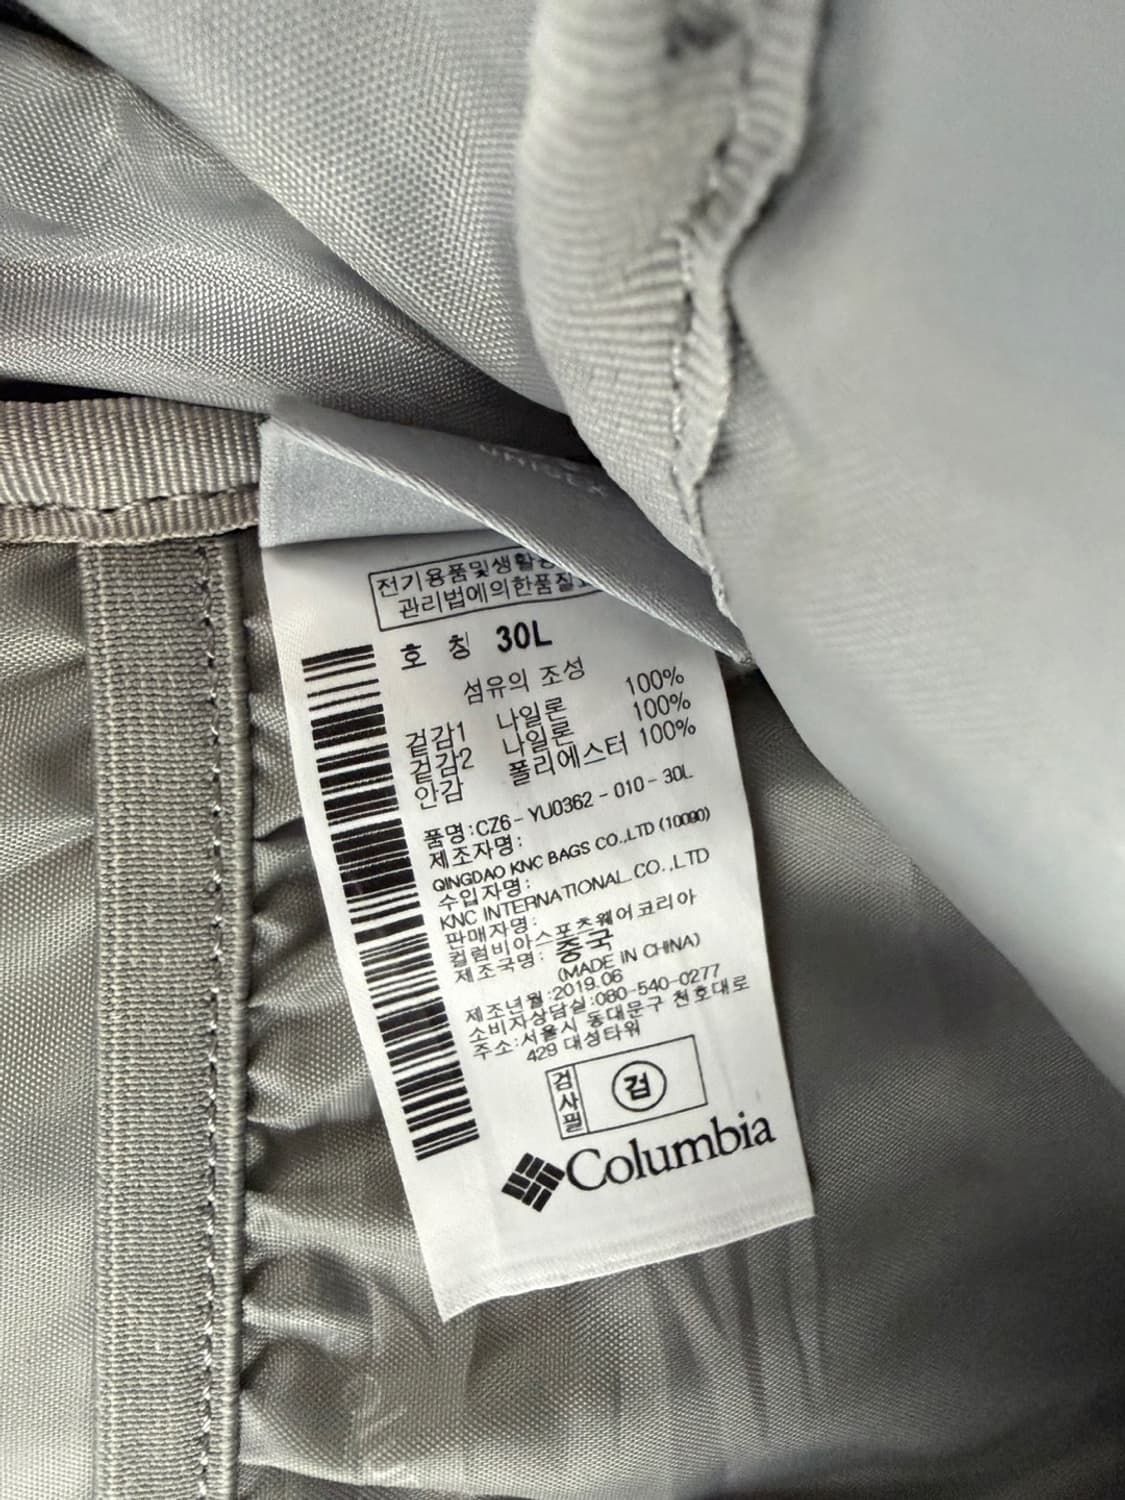 전기용품및생활
관리법에의한품질
호 칭 30L
섬유의 조성
겉감1 나일론 100%
겉감2 나일론 100%
안감 폴리에스터 100%
품명:CZ6-YU0362-010-30L
제조자명:
QINGDAO KNC BAGS CO.,LTD (10090)
수입자명:
KNC INTERNATIONAL CO.,LTD
판매자명:
컬럼비아스포츠웨어코리아
제조국명: 중국
(MADE IN CHINA)
제조년월:2019.06
소비자상담실:080-540-0277
주소:서울시 동대문구 천호대로
429 대성타워
검사필 검
Columbia